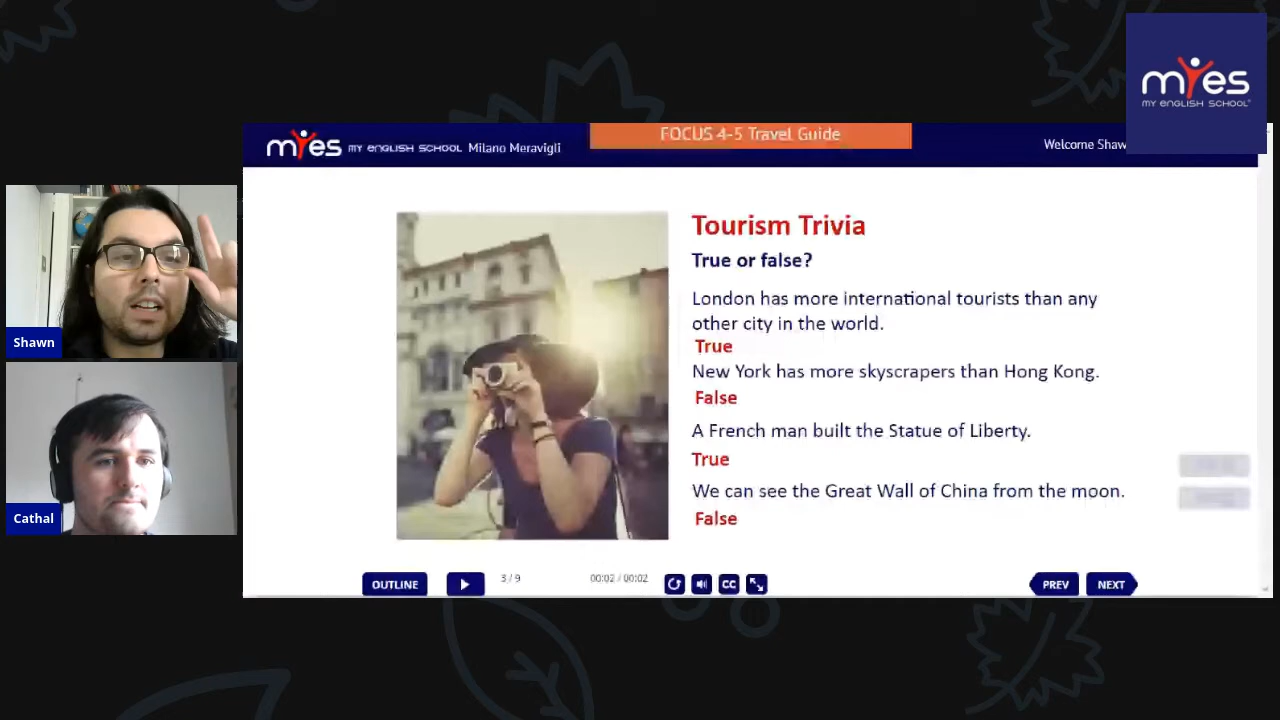 myes
MY ENGLISH SCHOOL
FOCUS 4-5 Travel Guide
myes MY ENGLISH SCHOOL Milano Meravigli
Welcome Shaw
Tourism Trivia
True or false?
London has more international tourists than any
other city in the world.
True
New York has more skyscrapers than Hong Kong.
False
A French man built the Statue of Liberty.
True
We can see the Great Wall of China from the moon.
False
Shawn
Cathal
OUTLINE
3 / 9
00:02 / 00:02
CC
PREV
NEXT